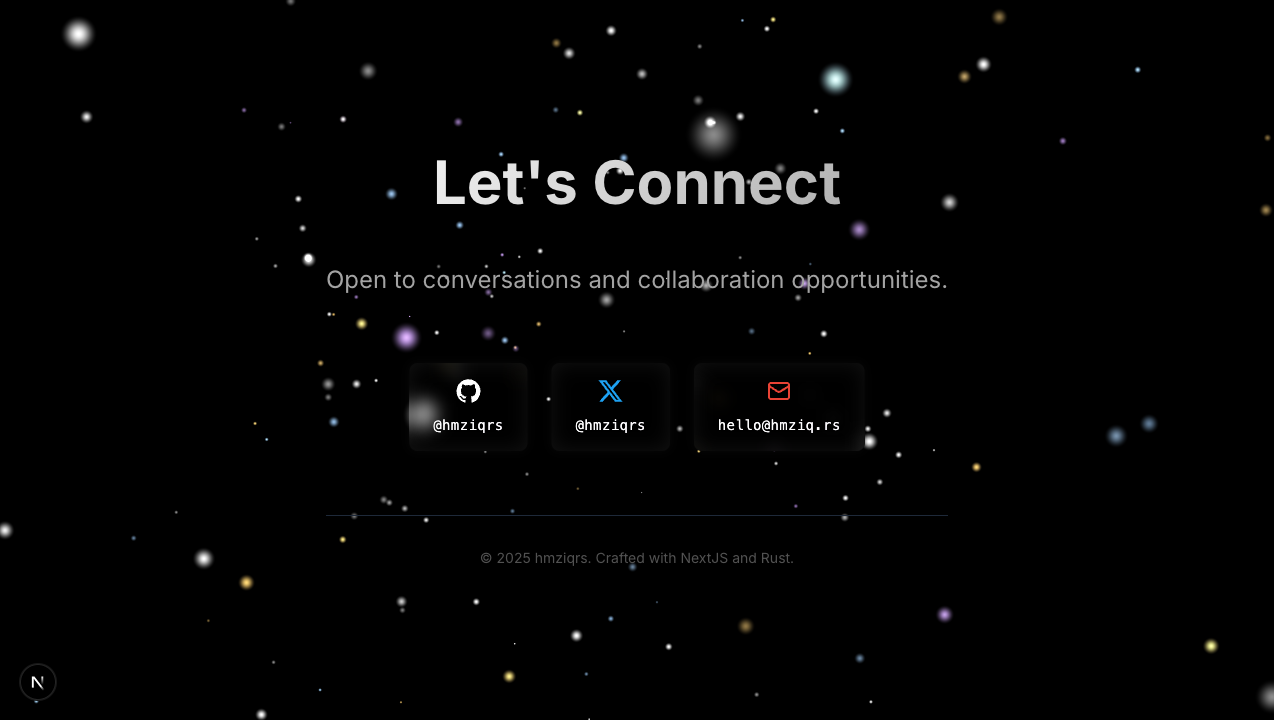 Let's Connect
Open to conversations and collaboration opportunities.
@hmziqrs
@hmziqrs
hello@hmziq.rs
© 2025 hmziqrs. Crafted with NextJS and Rust.
N